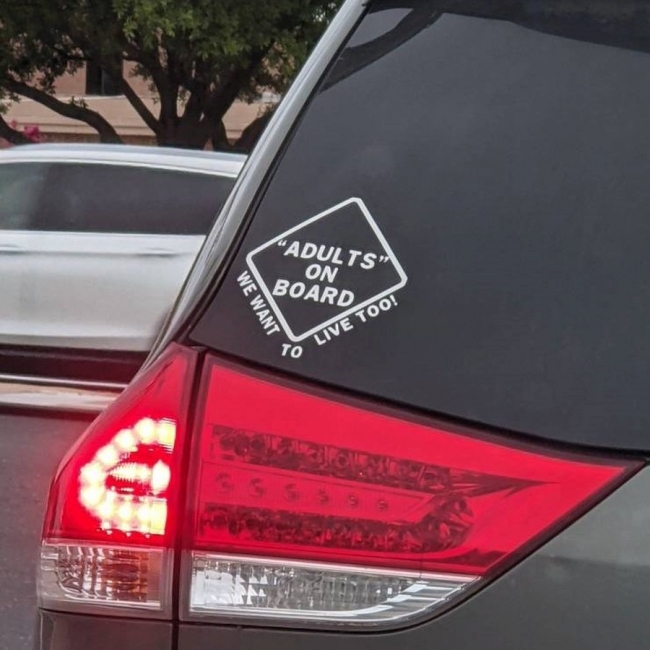 "ADULTS"
ON
BOARD
WE WANT TO LIVE TOO!